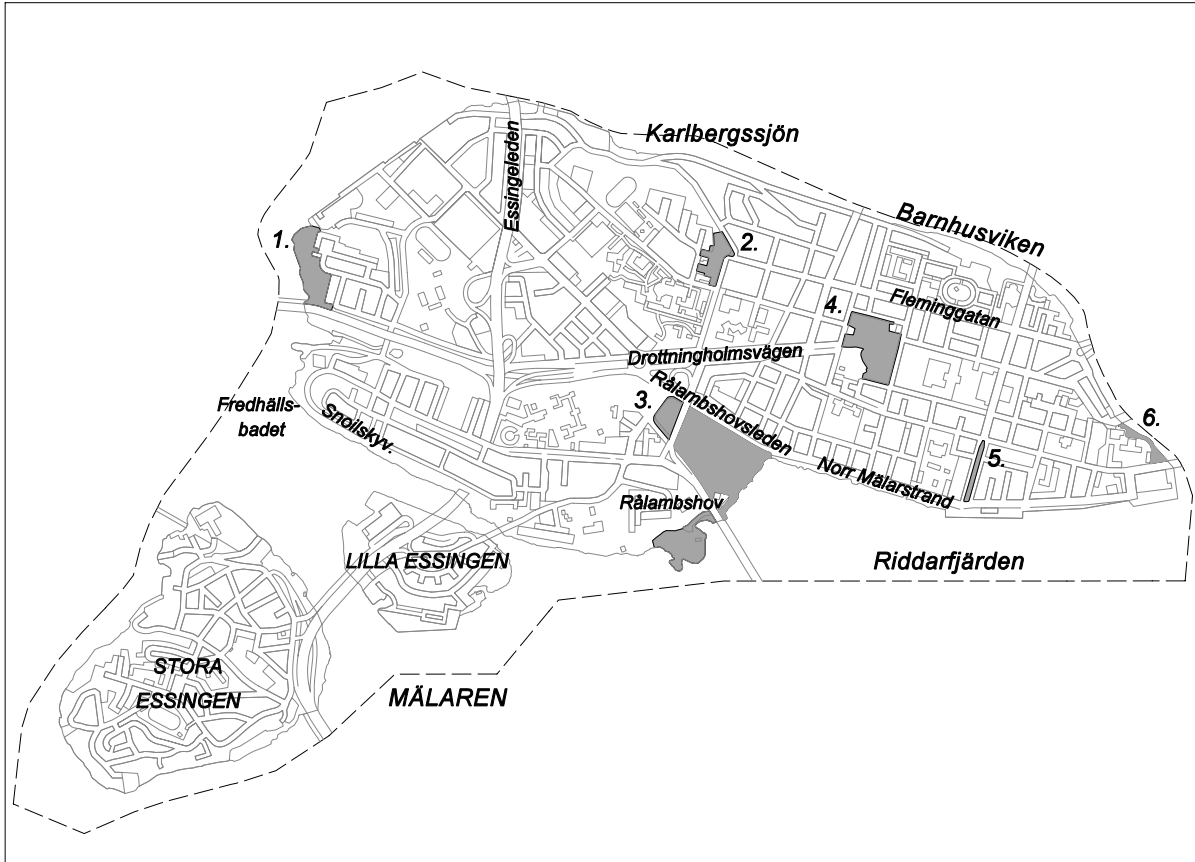 Karlbergssjön
Essingeleden
Barnhusviken
1.
2.
4.
Fleminggatan
Drottningholmsvägen
Rålambshovsleden
3.
Fredhälls-
badet
Snoilskyv.
6.
5.
Norr Mälarstrand
Rålambshov
LILLA ESSINGEN
Riddarfjärden
STORA
ESSINGEN
MÄLAREN